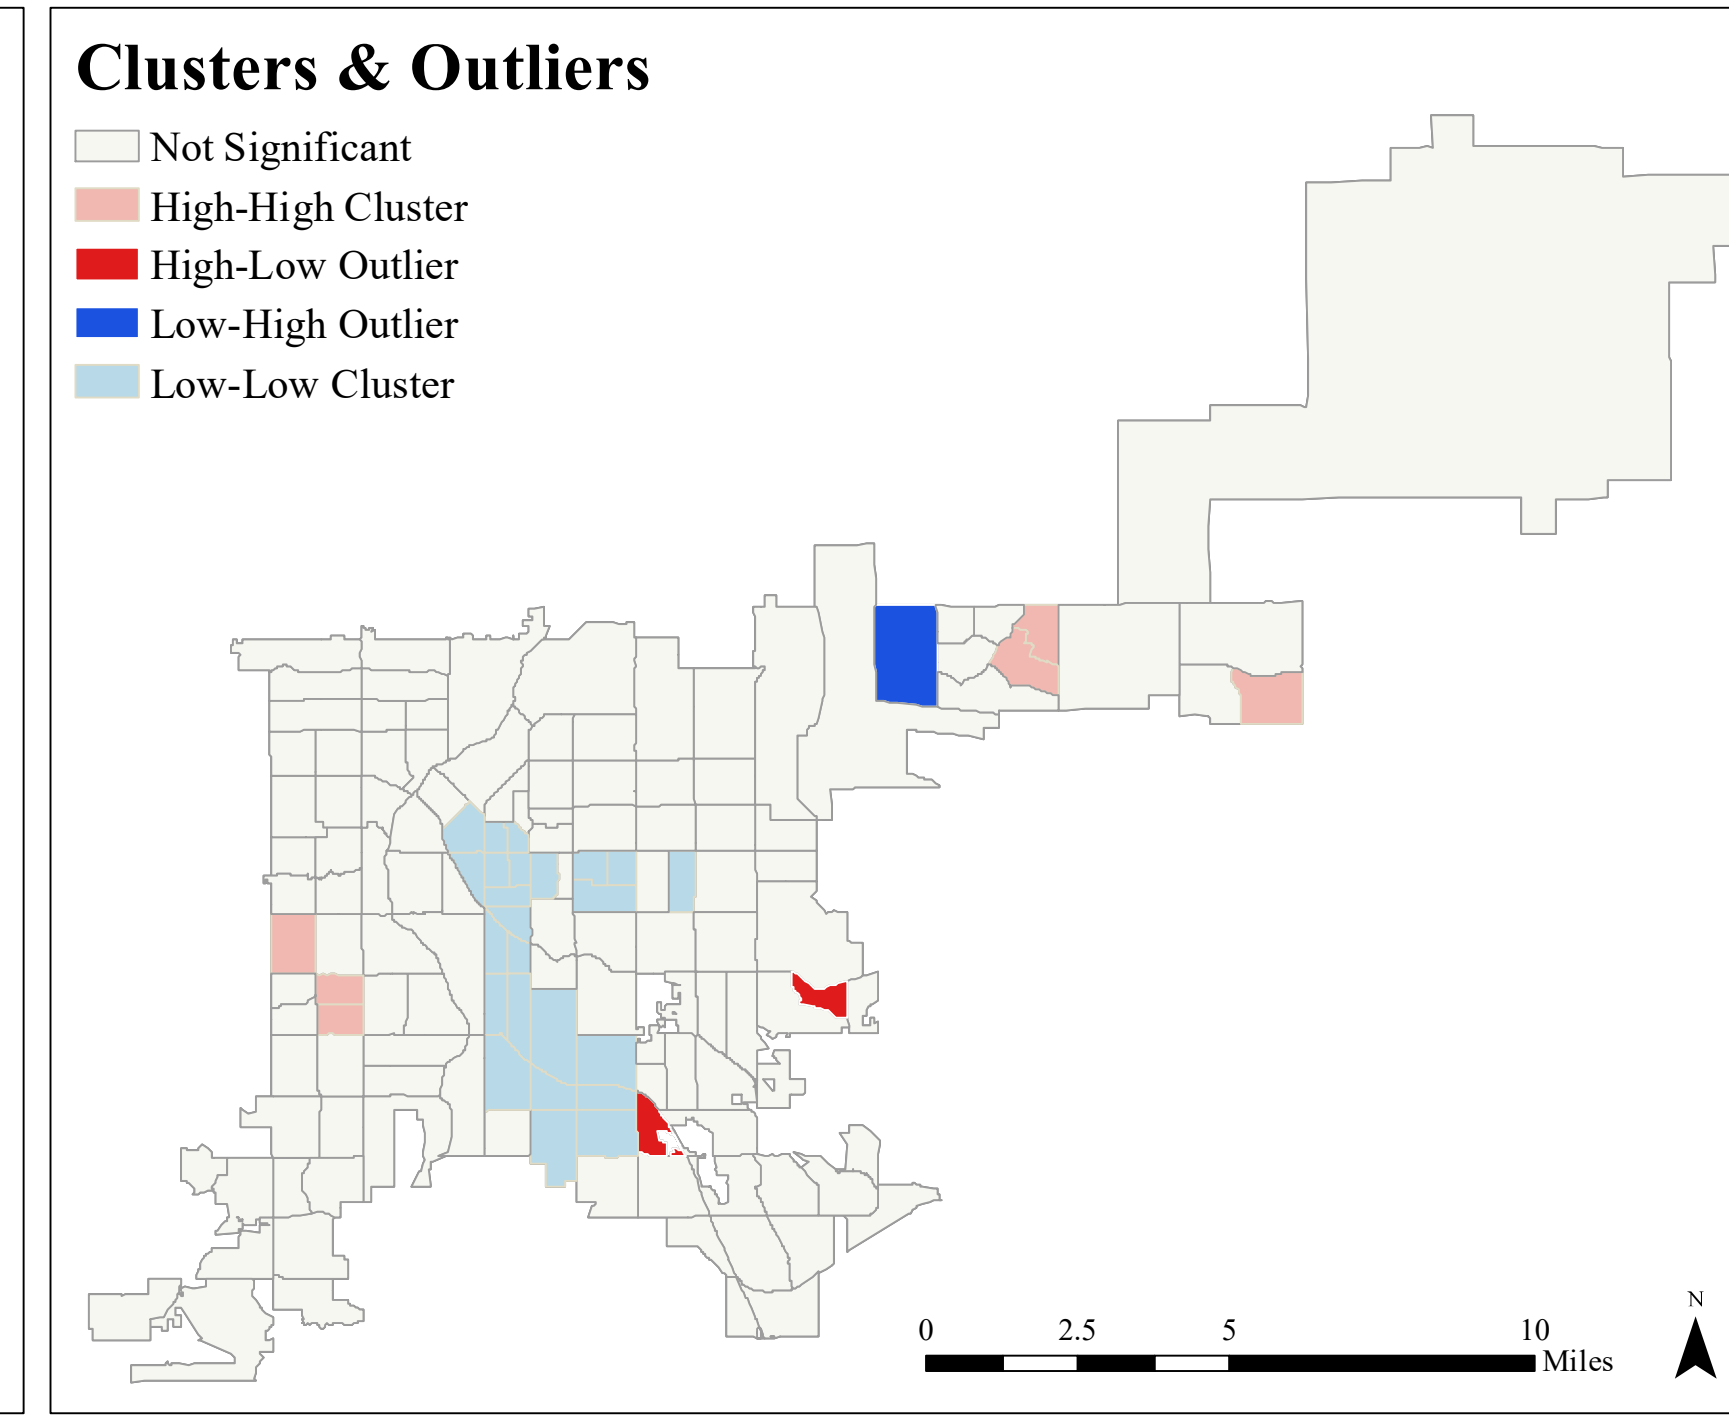 Clusters & Outliers
Not Significant
High-High Cluster
High-Low Outlier
Low-High Outlier
Low-Low Cluster
N
0 2.5 5 10
Miles